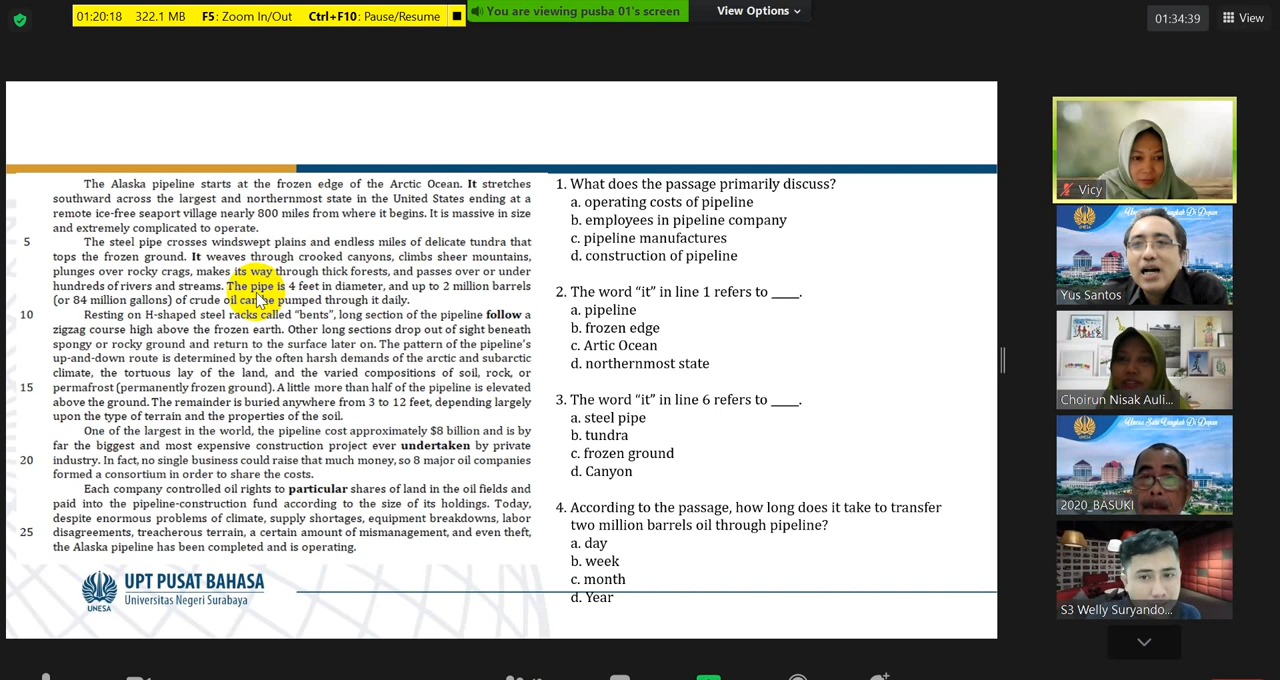 01:20:18 322.1 MB F5: Zoom In/Out Ctrl+F10: Pause/Resume
You are viewing pusba 01's screen
View Options
01:34:39
View
The Alaska pipeline starts at the frozen edge of the Arctic Ocean. It stretches
southward across the largest and northernmost state in the United States ending at a
remote ice-free seaport village nearly 800 miles from where it begins. It is massive in size
and extremely complicated to operate.
5 The steel pipe crosses windswept plains and endless miles of delicate tundra that
tops the frozen ground. It weaves through crooked canyons, climbs sheer mountains,
plunges over rocky crags, makes its way through thick forests, and passes over or under
hundreds of rivers and streams. The pipe is 4 feet in diameter, and up to 2 million barrels
(or 84 million gallons) of crude oil can be pumped through it daily.
10 Resting on H-shaped steel racks called “bents”, long section of the pipeline follow a
zigzag course high above the frozen earth. Other long sections drop out of sight beneath
spongy or rocky ground and return to the surface later on. The pattern of the pipeline’s
up-and-down route is determined by the often harsh demands of the arctic and subarctic
climate, the tortuous lay of the land, and the varied compositions of soil, rock, or
15 permafrost (permanently frozen ground). A little more than half of the pipeline is elevated
above the ground. The remainder is buried anywhere from 3 to 12 feet, depending largely
upon the type of terrain and the properties of the soil.
One of the largest in the world, the pipeline cost approximately $8 billion and is by
far the biggest and most expensive construction project ever undertaken by private
20 industry. In fact, no single business could raise that much money, so 8 major oil companies
formed a consortium in order to share the costs.
Each company controlled oil rights to particular shares of land in the oil fields and
paid into the pipeline-construction fund according to the size of its holdings. Today,
despite enormous problems of climate, supply shortages, equipment breakdowns, labor
25 disagreements, treacherous terrain, a certain amount of mismanagement, and even theft,
the Alaska pipeline has been completed and is operating.
1. What does the passage primarily discuss?
a. operating costs of pipeline
b. employees in pipeline company
c. pipeline manufactures
d. construction of pipeline
2. The word “it” in line 1 refers to ____.
a. pipeline
b. frozen edge
c. Artic Ocean
d. northernmost state
3. The word “it” in line 6 refers to ____.
a. steel pipe
b. tundra
c. frozen ground
d. Canyon
4. According to the passage, how long does it take to transfer
two million barrels oil through pipeline?
a. day
b. week
c. month
d. Year
UNESA
UPT PUSAT BAHASA
Universitas Negeri Surabaya
Vicy
Yus Santos
Choirun Nisak Auli...
2020_BASUKI
S3 Welly Suryando...